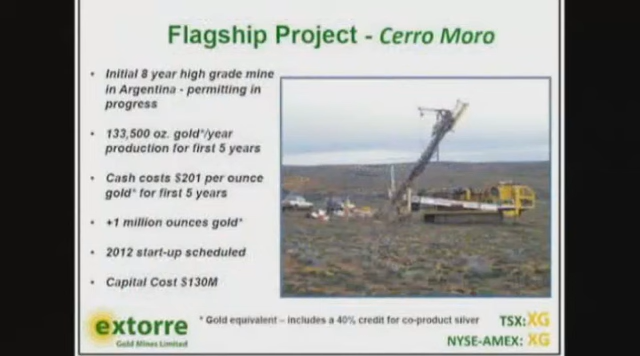 Flagship Project - Cerro Moro
• Initial 8 year high grade mine
in Argentina - permitting in
progress
• 133,500 oz. gold*/year
production for first 5 years
• Cash costs $201 per ounce
gold* for first 5 years
• +1 million ounces gold*
• 2012 start-up scheduled
• Capital Cost $130M
extorre
Gold Mines Limited
* Gold equivalent – includes a 40% credit for co-product silver
TSX:XG
NYSE-AMEX: XG